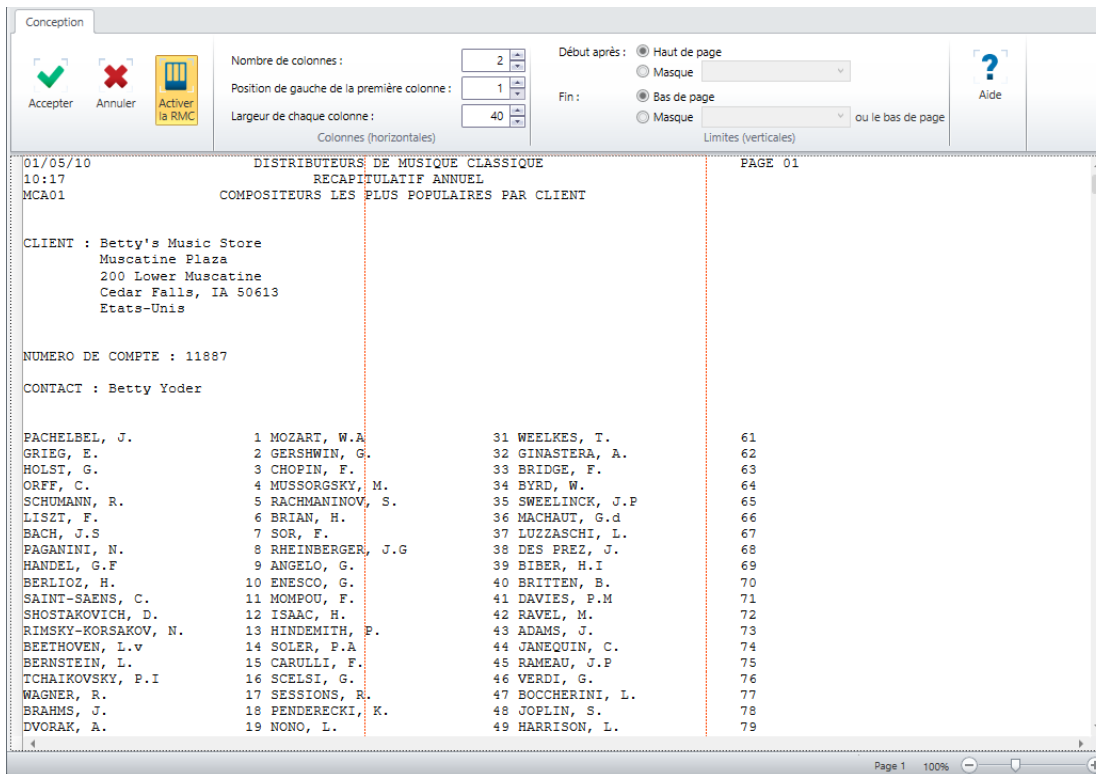 Conception
Accepter
Annuler
Activer
la RMC
Nombre de colonnes : 2
Position de gauche de la première colonne : 1
Largeur de chaque colonne : 40
Colonnes (horizontales)
Début après : Haut de page
Masque
Fin : Bas de page
Masque ou le bas de page
Limites (verticales)
?
Aide
01/05/10 DISTRIBUTEURS DE MUSIQUE CLASSIQUE PAGE 01
10:17 RECAPITULATIF ANNUEL
MCA01 COMPOSITEURS LES PLUS POPULAIRES PAR CLIENT
CLIENT : Betty's Music Store
Muscatine Plaza
200 Lower Muscatine
Cedar Falls, IA 50613
Etats-Unis
NUMERO DE COMPTE : 11887
CONTACT : Betty Yoder
PACHELBEL, J. 1 MOZART, W.A 31 WEELKES, T. 61
GRIEG, E. 2 GERSHWIN, G. 32 GINASTERA, A. 62
HOLST, G. 3 CHOPIN, F. 33 BRIDGE, F. 63
ORFF, C. 4 MUSSORGSKY, M. 34 BYRD, W. 64
SCHUMANN, R. 5 RACHMANINOV, S. 35 SWEELINCK, J.P 65
LISZT, F. 6 BRIAN, H. 36 MACHAUT, G.d 66
BACH, J.S 7 SOR, F. 37 LUZZASCHI, L. 67
PAGANINI, N. 8 RHEINBERGER, J.G 38 DES PREZ, J. 68
HANDEL, G.F 9 ANGELO, G. 39 BIBER, H.I 69
BERLIOZ, H. 10 ENESCO, G. 40 BRITTEN, B. 70
SAINT-SAENS, C. 11 MOMPOU, F. 41 DAVIES, P.M 71
SHOSTAKOVICH, D. 12 ISAAC, H. 42 RAVEL, M. 72
RIMSKY-KORSAKOV, N. 13 HINDEMITH, P. 43 ADAMS, J. 73
BEETHOVEN, L.v 14 SOLER, P.A 44 JANEQUIN, C. 74
BERNSTEIN, L. 15 CARULLI, F. 45 RAMEAU, J.P 75
TCHAIKOVSKY, P.I 16 SCELSI, G. 46 VERDI, G. 76
WAGNER, R. 17 SESSIONS, R. 47 BOCCHERINI, L. 77
BRAHMS, J. 18 PENDERECKI, K. 48 JOPLIN, S. 78
DVORAK, A. 19 NONO, L. 49 HARRISON, L. 79
Page 1 100%